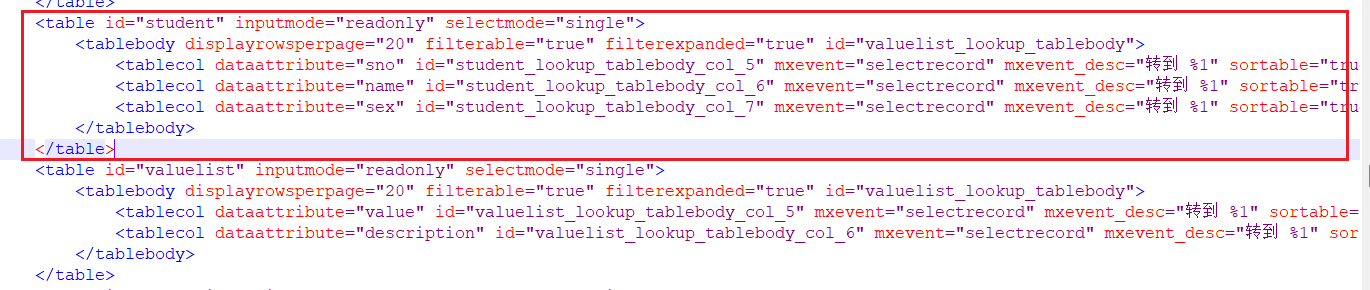 </table>
<table id="student" inputmode="readonly" selectmode="single">
<tablebody displayrowsperpage="20" filterable="true" filterexpanded="true" id="valuelist_lookup_tablebody">
<tablecol dataattribute="sno" id="student_lookup_tablebody_col_5" mxevent="selectrecord" mxevent_desc="转到 %1" sortable="tru
<tablecol dataattribute="name" id="student_lookup_tablebody_col_6" mxevent="selectrecord" mxevent_desc="转到 %1" sortable="tr
<tablecol dataattribute="sex" id="student_lookup_tablebody_col_7" mxevent="selectrecord" mxevent_desc="转到 %1" sortable="tru
</tablebody>
</table>
<table id="valuelist" inputmode="readonly" selectmode="single">
<tablebody displayrowsperpage="20" filterable="true" filterexpanded="true" id="valuelist_lookup_tablebody">
<tablecol dataattribute="value" id="valuelist_lookup_tablebody_col_5" mxevent="selectrecord" mxevent_desc="转到 %1" sortable=
<tablecol dataattribute="description" id="valuelist_lookup_tablebody_col_6" mxevent="selectrecord" mxevent_desc="转到 %1" sor
</tablebody>
</table>